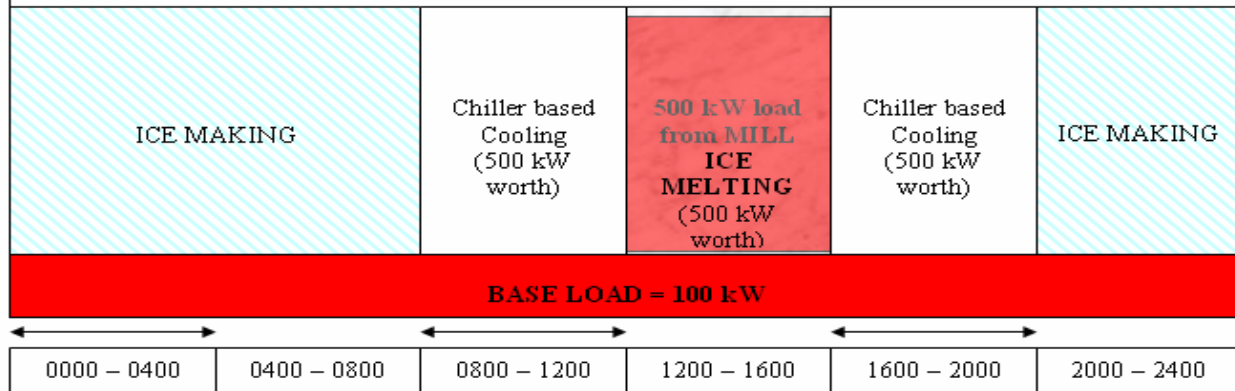 ICE MAKING
Chiller based
Cooling
(500 kW
worth)
500 kW load
from MILL
ICE
MELTING
(500 kW
worth)
Chiller based
Cooling
(500 kW
worth)
ICE MAKING
BASE LOAD = 100 kW
0000 – 0400
0400 – 0800
0800 – 1200
1200 – 1600
1600 – 2000
2000 – 2400